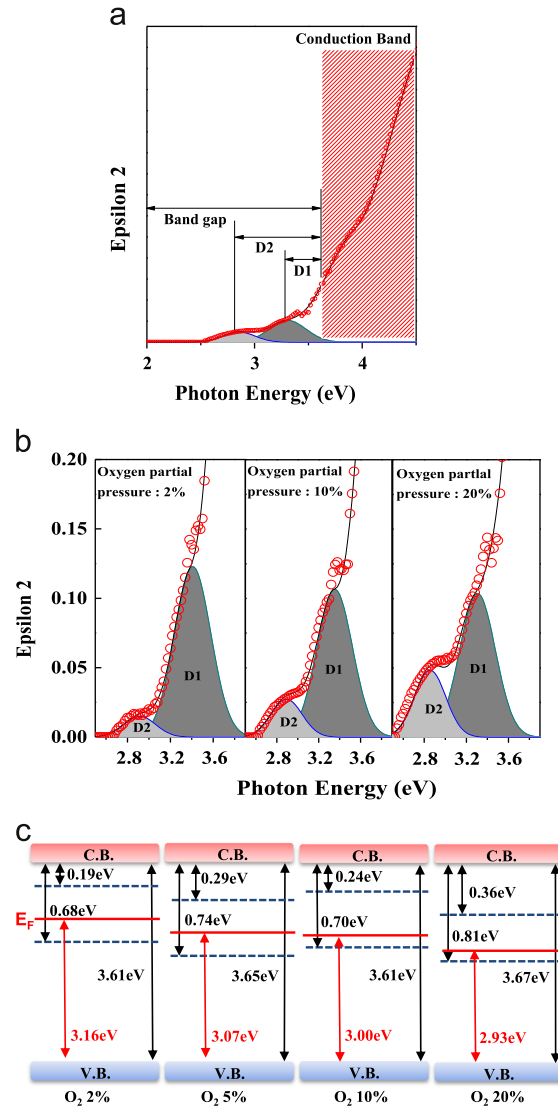 a
Conduction Band
Epsilon 2
Band gap
D2
D1
2 3 4
Photon Energy (eV)
b
0.20
0.15
0.10
0.05
0.00
Epsilon 2
Oxygen partial
pressure : 2%
Oxygen partial
pressure : 10%
Oxygen partial
pressure : 20%
D1
D2
D1
D2
D1
D2
2.8 3.2 3.6 2.8 3.2 3.6 2.8 3.2 3.6
Photon Energy (eV)
c
C.B. C.B. C.B. C.B.
0.19eV 0.29eV 0.24eV 0.36eV
EF
0.68eV 0.74eV 0.70eV 0.81eV
3.61eV 3.65eV 3.61eV 3.67eV
3.16eV 3.07eV 3.00eV 2.93eV
V.B. V.B. V.B. V.B.
O2 2% O2 5% O2 10% O2 20%